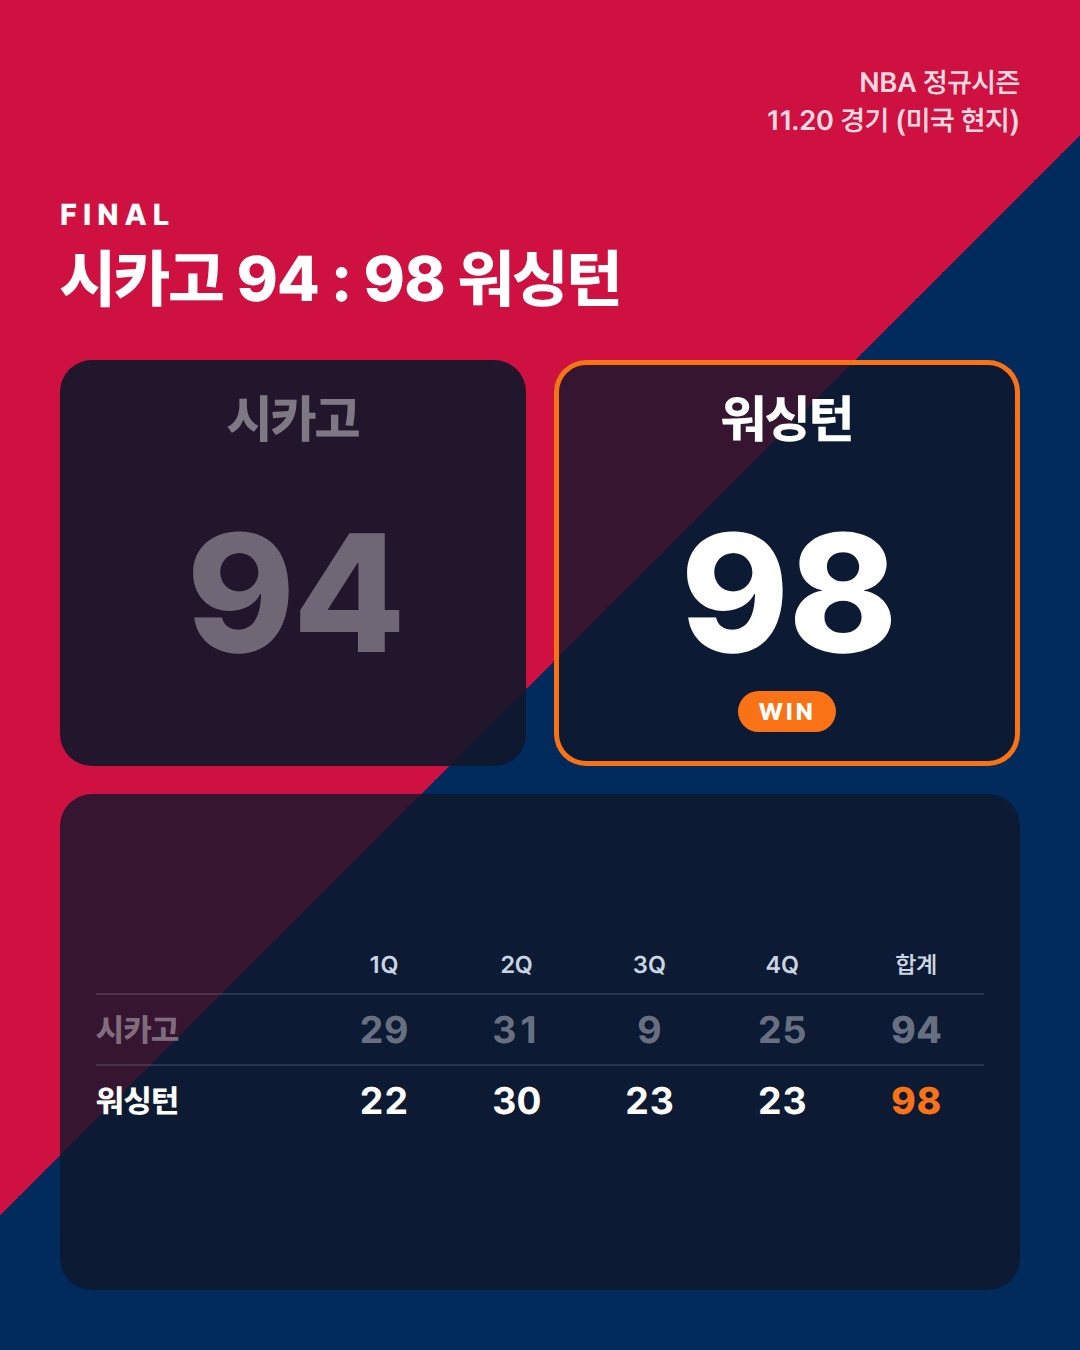 NBA 정규시즌
11.20 경기 (미국 현지)
FINAL
시카고 94 : 98 워싱턴
시카고
94
워싱턴
98
WIN
1Q 2Q 3Q 4Q 합계
시카고 29 31 9 25 94
워싱턴 22 30 23 23 98